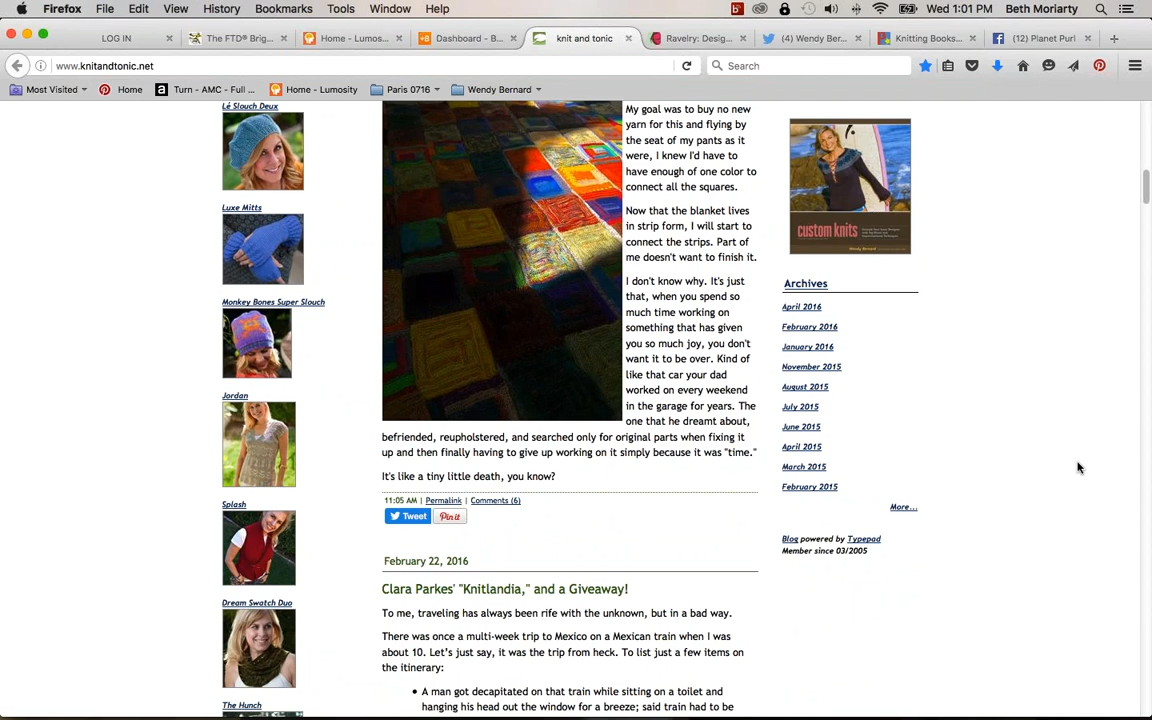 Firefox File Edit View History Bookmarks Tools Window Help Wed 1:01 PM Beth Moriarty
LOG IN The FTD® Brig... Home - Lumos... Dashboard - B... knit and tonic Ravelry: Desig... (4) Wendy Ber... Knitting Books... (12) Planet Purl
www.knitandtonic.net Search
Most Visited Home Turn - AMC - Full ... Home - Lumosity Paris 0716 Wendy Bernard
Lé Slouch Deux
Luxe Mitts
Monkey Bones Super Slouch
Jordan
Splash
Dream Swatch Duo
The Hunch
My goal was to buy no new
yarn for this and flying by
the seat of my pants as it
were, I knew I'd have to
have enough of one color to
connect all the squares.
Now that the blanket lives
in strip form, I will start to
connect the strips. Part of
me doesn't want to finish it.
I don't know why. It's just
that, when you spend so
much time working on
something that has given
you so much joy, you don't
want it to be over. Kind of
like that car your dad
worked on every weekend
in the garage for years. The
one that he dreamt about,
befriended, reupholstered, and searched only for original parts when fixing it
up and then finally having to give up working on it simply because it was "time."
It's like a tiny little death, you know?
11:05 AM | Permalink | Comments (6)
Tweet Pin it
February 22, 2016
Clara Parkes' "Knitlandia," and a Giveaway!
To me, traveling has always been rife with the unknown, but in a bad way.
There was once a multi-week trip to Mexico on a Mexican train when I was
about 10. Let's just say, it was the trip from heck. To list just a few items on
the itinerary:
• A man got decapitated on that train while sitting on a toilet and
hanging his head out the window for a breeze; said train had to be
custom knits
Wendy Bernard
Archives
April 2016
February 2016
January 2016
November 2015
August 2015
July 2015
June 2015
April 2015
March 2015
February 2015
More...
Blog powered by Typepad
Member since 03/2005